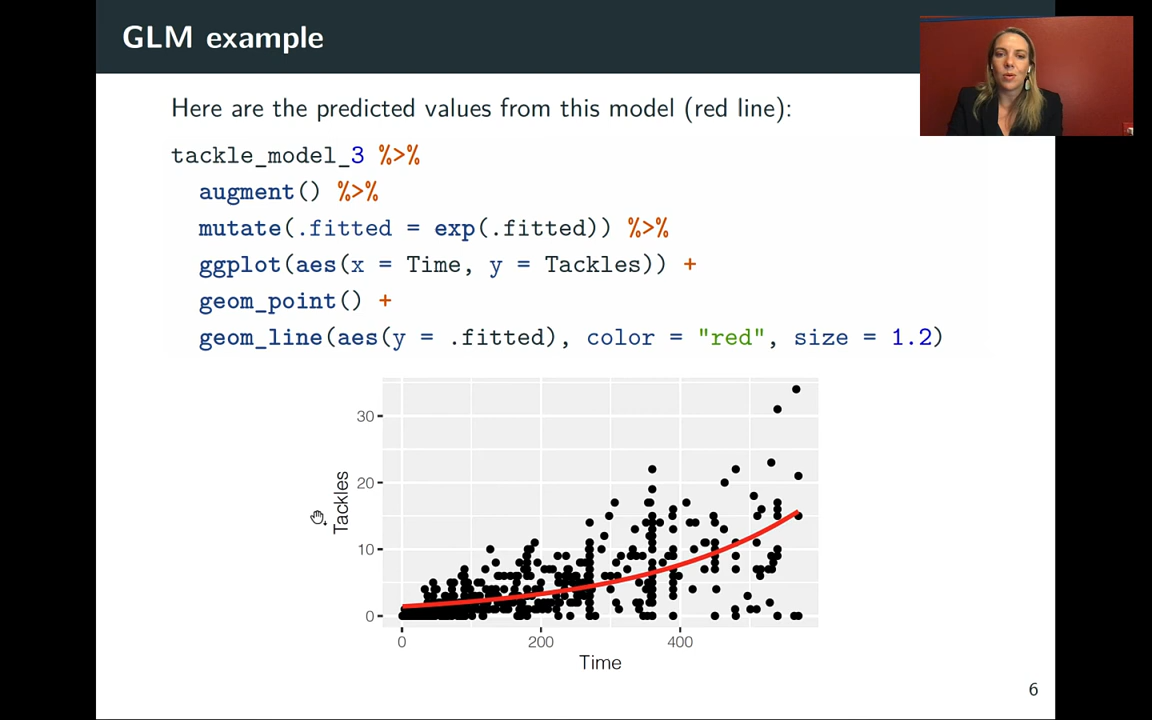 GLM example
Here are the predicted values from this model (red line):
tackle_model_3 %>%
augment() %>%
mutate(.fitted = exp(.fitted)) %>%
ggplot(aes(x = Time, y = Tackles)) +
geom_point() +
geom_line(aes(y = .fitted), color = "red", size = 1.2)
30
20
10
0
Tackles
0 200 400
Time
6